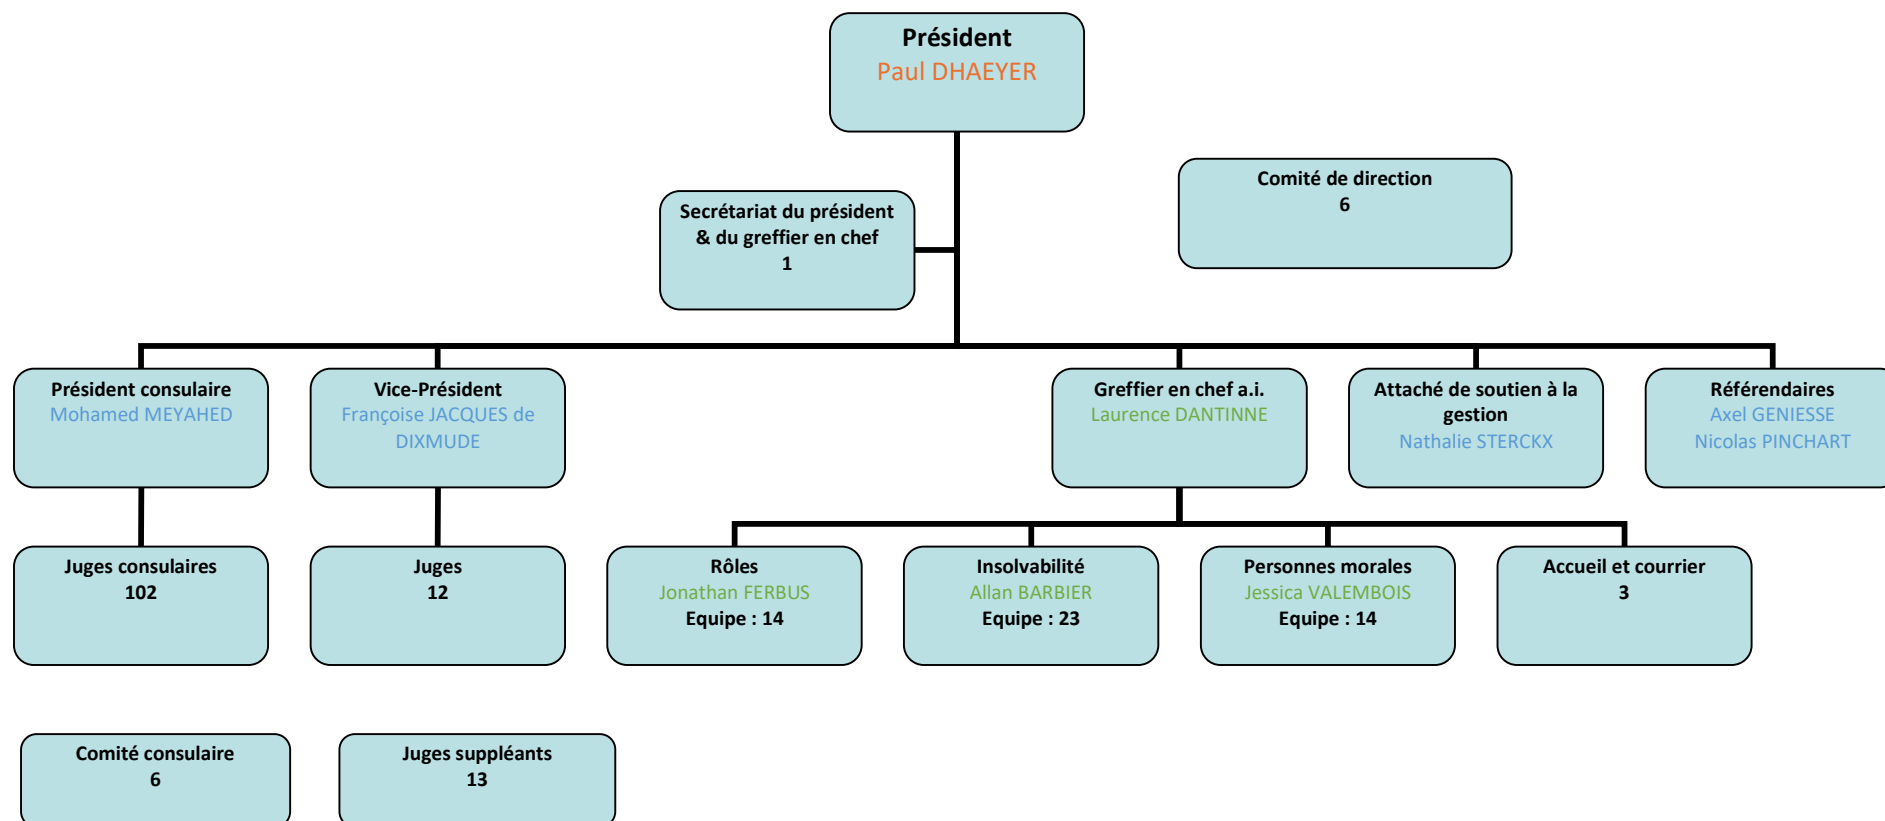 Président
Paul DHAEYER
Comité de direction
6
Secrétariat du président
& du greffier en chef
1
Président consulaire
Mohamed MEYAHED
Vice-Président
Françoise JACQUES de
DIXMUDE
Greffier en chef a.i.
Laurence DANTINNE
Attaché de soutien à la
gestion
Nathalie STERCKX
Référendaires
Axel GENIESSE
Nicolas PINCHART
Juges consulaires
102
Juges
12
Rôles
Jonathan FERBUS
Equipe : 14
Insolvabilité
Allan BARBIER
Equipe : 23
Personnes morales
Jessica VALEMBOIS
Equipe : 14
Accueil et courrier
3
Comité consulaire
6
Juges suppléants
13